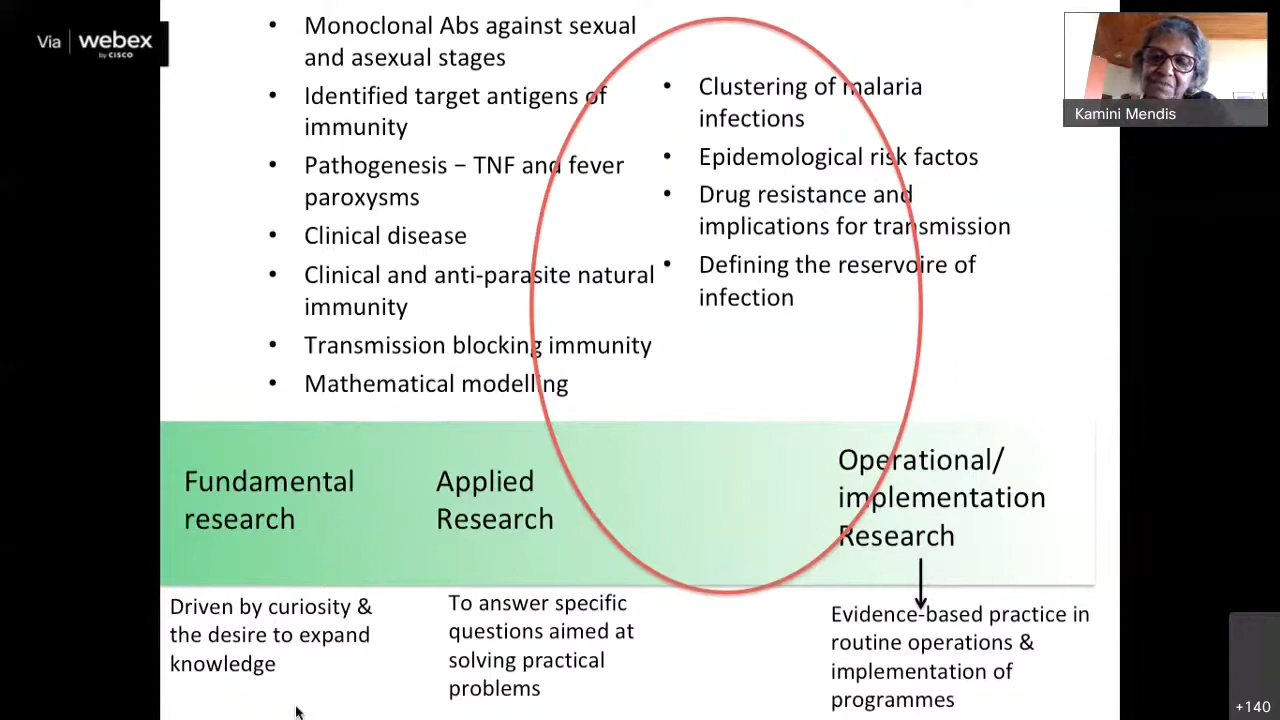 Via webex
by CISCO
• Monoclonal Abs against sexual
and asexual stages
• Identified target antigens of
immunity
• Pathogenesis – TNF and fever
paroxysms
• Clinical disease
• Clinical and anti-parasite natural
immunity
• Transmission blocking immunity
• Mathematical modelling
• Clustering of malaria
infections
• Epidemological risk factos
• Drug resistance and
implications for transmission
• Defining the reservoire of
infection
Kamini Mendis
Fundamental
research
Applied
Research
Operational/
implementation
Research
Driven by curiosity &
the desire to expand
knowledge
To answer specific
questions aimed at
solving practical
problems
Evidence-based practice in
routine operations &
implementation of
programmes
+140